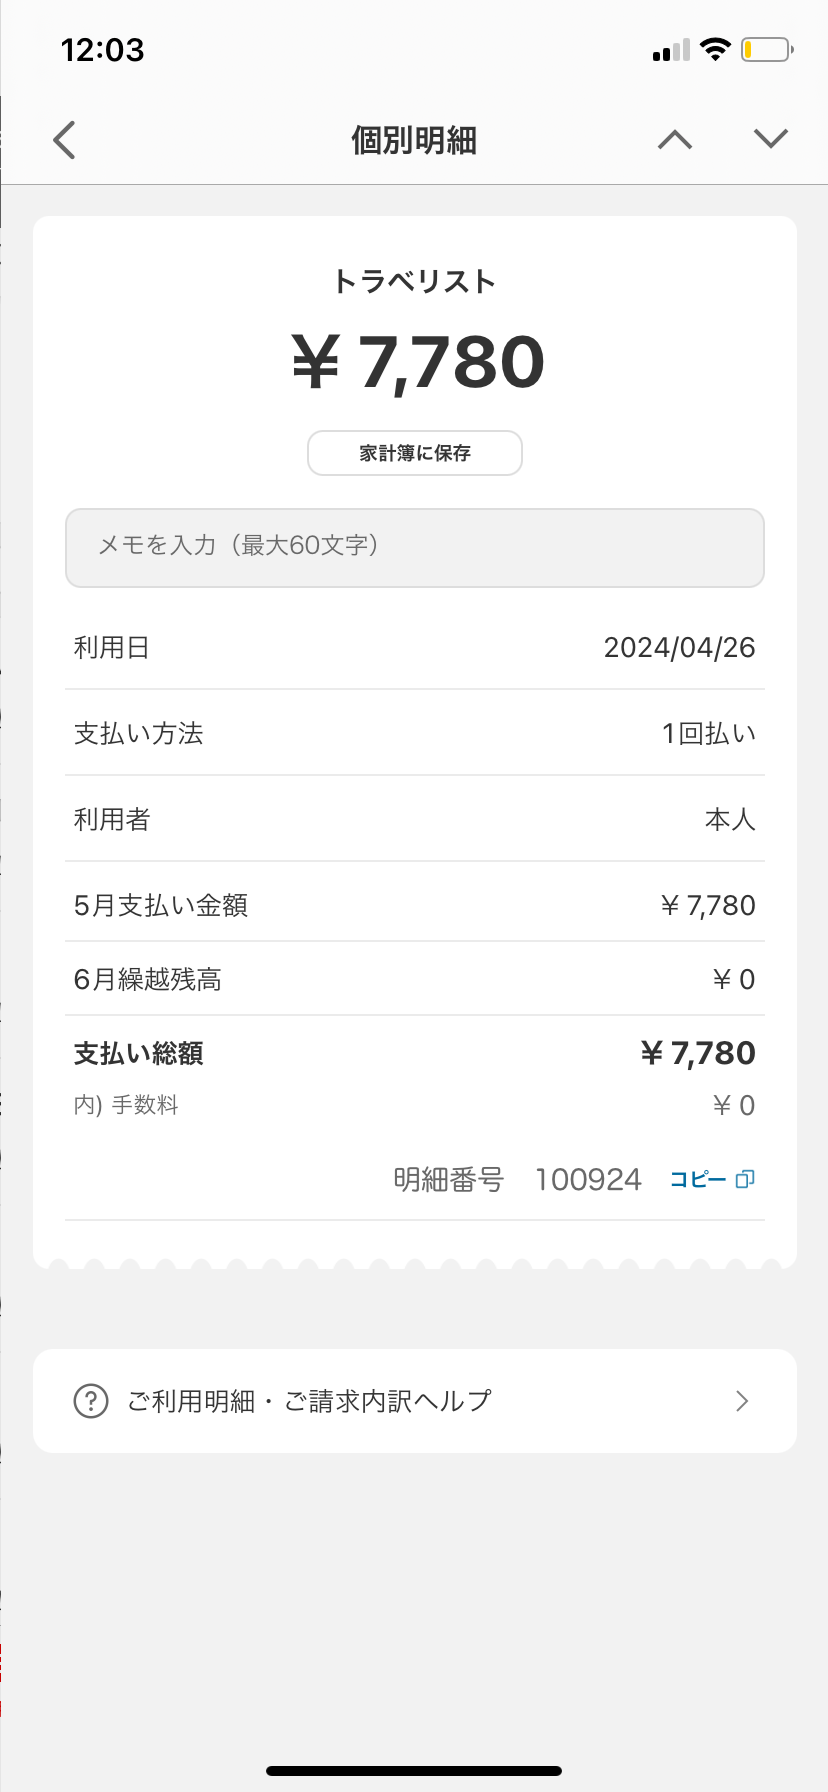 12:03
個別明細
トラベリスト
¥ 7,780
家計簿に保存
メモを入力（最大60文字）
利用日 2024/04/26
支払い方法 1回払い
利用者 本人
5月支払い金額 ¥ 7,780
6月繰越残高 ¥ 0
支払い総額 ¥ 7,780
内) 手数料 ¥ 0
明細番号 100924 コピー
ご利用明細・ご請求内訳ヘルプ